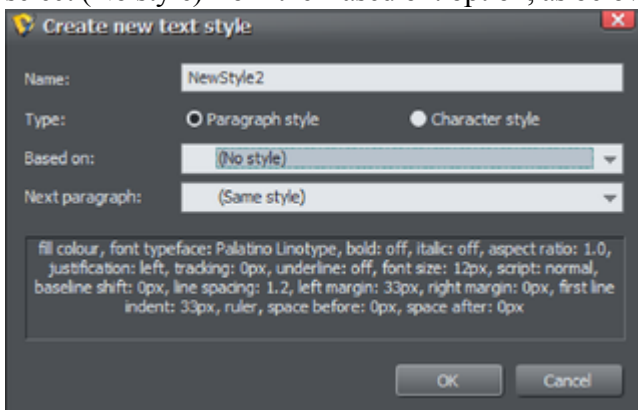 select (No style) from the Based on: option, as below
Create new text style
Name: NewStyle2
Type: Paragraph style Character style
Based on: (No style)
Next paragraph: (Same style)
fill colour, font typeface: Palatino Linotype, bold: off, italic: off, aspect ratio: 1.0,
justification: left, tracking: 0px, underline: off, font size: 12px, script: normal,
baseline shift: 0px, line spacing: 1.2, left margin: 33px, right margin: 0px, first line
indent: 33px, ruler, space before: 0px, space after: 0px
OK Cancel